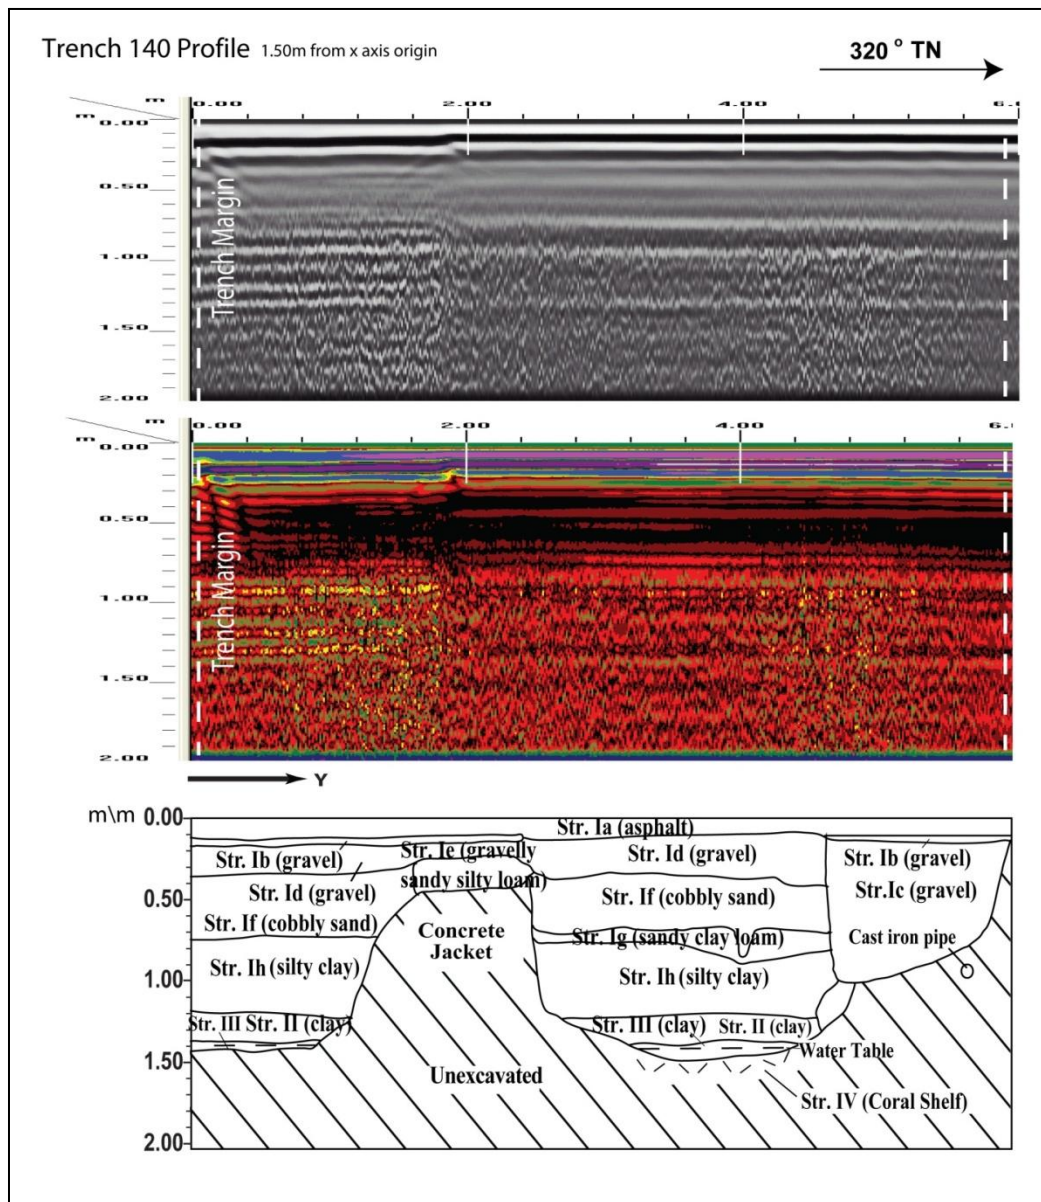 Trench 140 Profile 1.50m from x axis origin
320° TN
m 0.00 2.00 4.00 6.0
m
0.00
0.50
1.00
1.50
2.00
Trench Margin
m 0.00 2.00 4.00 6.0
m
0.00
0.50
1.00
1.50
2.00
Trench Margin
Y
m\m 0.00
0.50
1.00
1.50
2.00
Str. Ia (asphalt)
Str. Ib (gravel)
Str. Ie (gravelly
sandy silty loam)
Str. Id (gravel)
Str. Ib (gravel)
Str. Id (gravel)
Str.Ic (gravel)
Str. If (cobbly sand)
Str. If (cobbly sand)
Concrete
Jacket
Str. Ig (sandy clay loam)
Cast iron pipe
Str. Ih (silty clay)
Str. Ih (silty clay)
Str. III Str. II (clay)
Str. III (clay) Str. II (clay)
Water Table
Unexcavated
Str. IV (Coral Shelf)